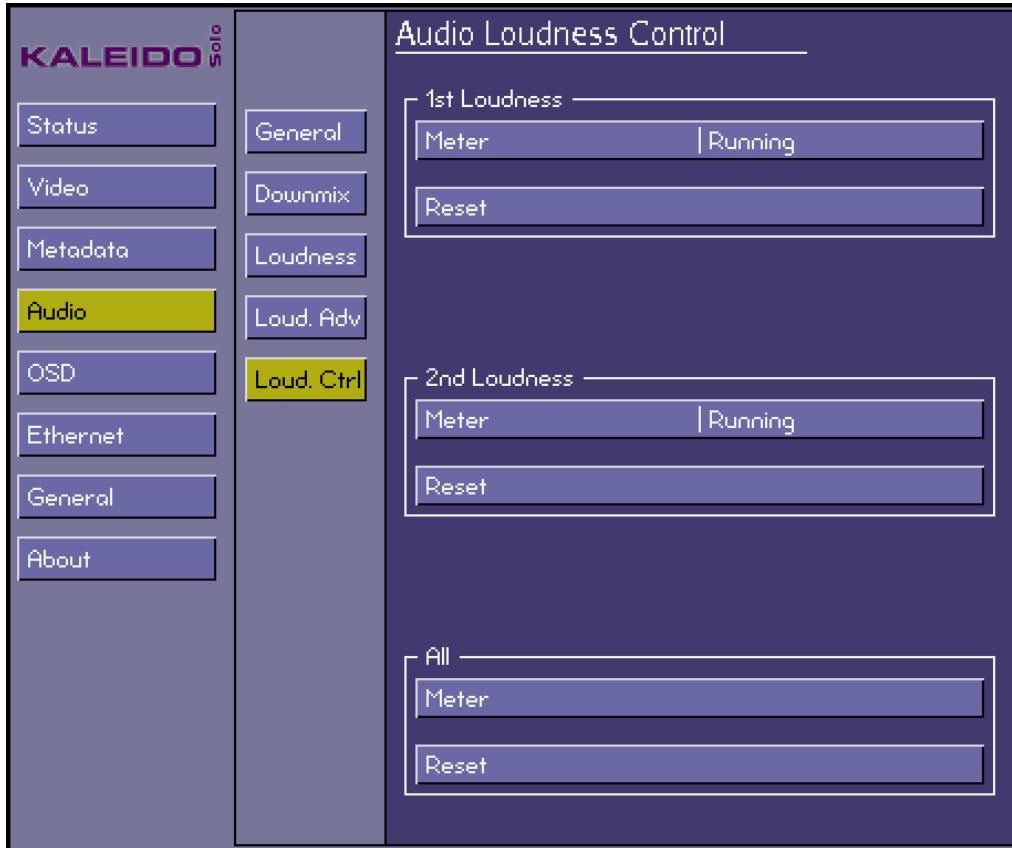 KALEIDO Solo
Status
Video
Metadata
Audio
OSD
Ethernet
General
About
General
Downmix
Loudness
Loud. Adv
Loud. Ctrl
Audio Loudness Control
1st Loudness
Meter Running
Reset
2nd Loudness
Meter Running
Reset
All
Meter
Reset